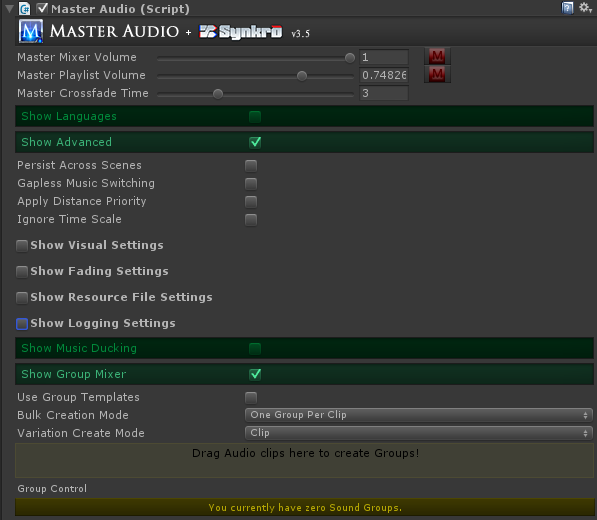 Master Audio (Script)
MASTER AUDIO + SynkrO v3.5
Master Mixer Volume 1 M
Master Playlist Volume 0.74826 M
Master Crossfade Time 3
Show Languages
Show Advanced
Persist Across Scenes
Gapless Music Switching
Apply Distance Priority
Ignore Time Scale
Show Visual Settings
Show Fading Settings
Show Resource File Settings
Show Logging Settings
Show Music Ducking
Show Group Mixer
Use Group Templates
Bulk Creation Mode One Group Per Clip
Variation Create Mode Clip
Drag Audio clips here to create Groups!
Group Control
You currently have zero Sound Groups.